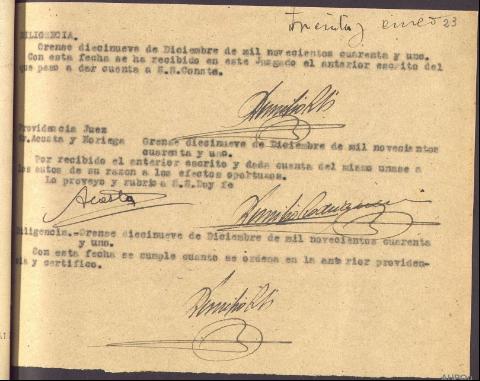 Treinta y enero 23
DILIGENCIA.
Orense diecinueve de Diciembre de mil novecientos cuarenta y uno.
Con esta fecha se ha recibido en este Juzgado el anterior escrito del
que paso a dar cuenta a S.S. Consta.
Providencia Juez
Sr. Acosta y Noriega Orense diecinueve de Diciembre de mil novecientos
cuarenta y uno.
Por recibido el anterior escrito y dada cuenta del mismo unase a
los autos de su razon a los efectos oportunos.
Lo proveyo y rubrica S.S. Doy fe
Acosta
Diligencia.-Orense diecinueve de Diciembre de mil novecientos cuarenta
y uno.
Con esta fecha se cumple cuanto se ordena en la anterior providen-
cia y certifico.